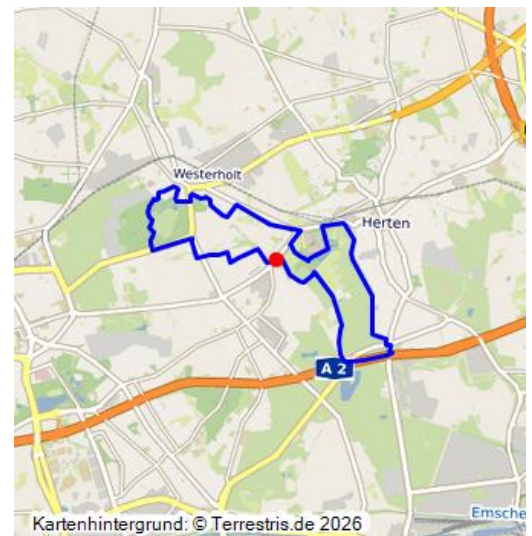 Westerholt
Herten
A 2
Emsche
Kartenhintergrund: © Terrestris.de 2026